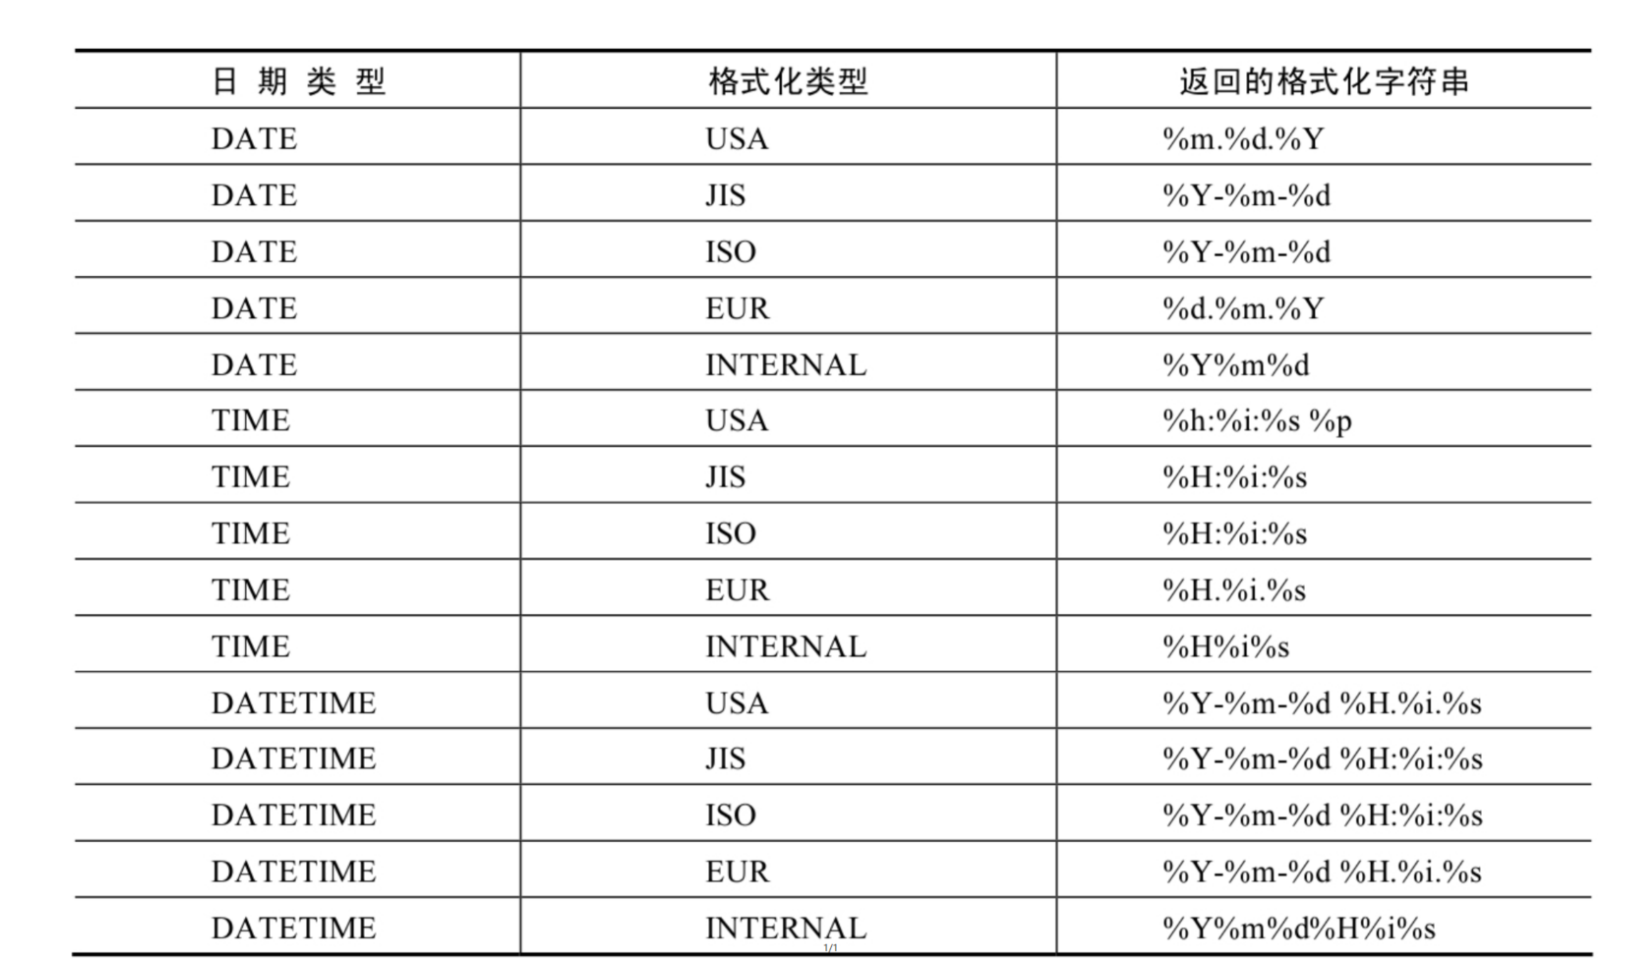 日 期 类 型 格式化类型 返回的格式化字符串
DATE USA %m.%d.%Y
DATE JIS %Y-%m-%d
DATE ISO %Y-%m-%d
DATE EUR %d.%m.%Y
DATE INTERNAL %Y%m%d
TIME USA %h:%i:%s %p
TIME JIS %H:%i:%s
TIME ISO %H:%i:%s
TIME EUR %H.%i.%s
TIME INTERNAL %H%i%s
DATETIME USA %Y-%m-%d %H.%i.%s
DATETIME JIS %Y-%m-%d %H:%i:%s
DATETIME ISO %Y-%m-%d %H:%i:%s
DATETIME EUR %Y-%m-%d %H.%i.%s
DATETIME INTERNAL %Y%m%d%H%i%s
1/1